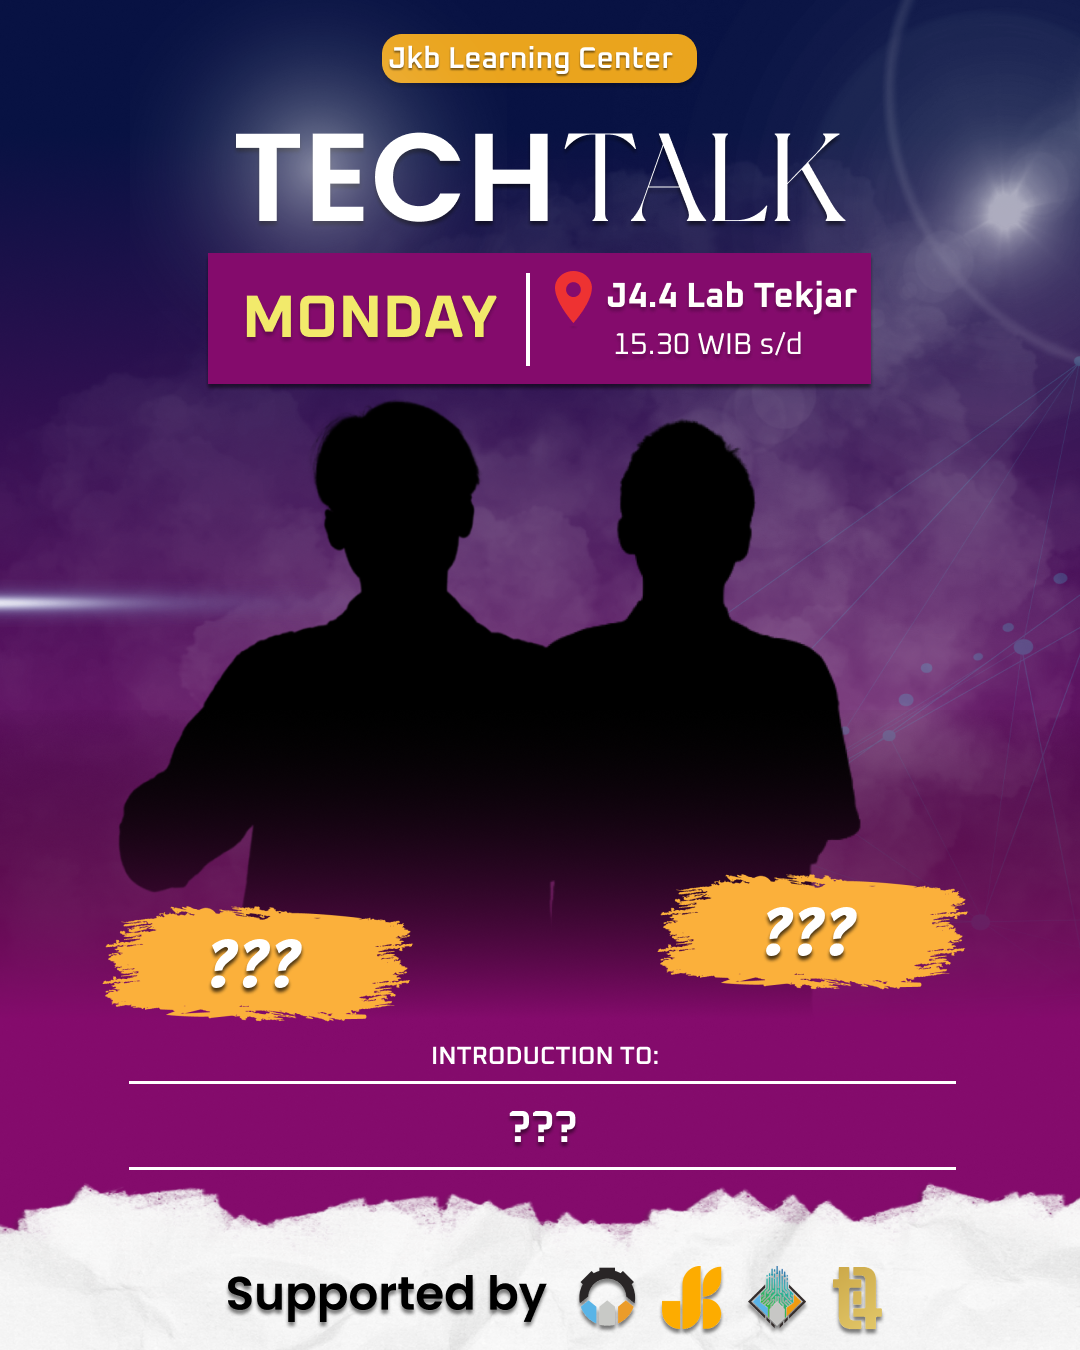 Jkb Learning Center
TECHTALK
MONDAY
J4.4 Lab Tekjar
15.30 WIB s/d
???
???
INTRODUCTION TO:
???
Supported by